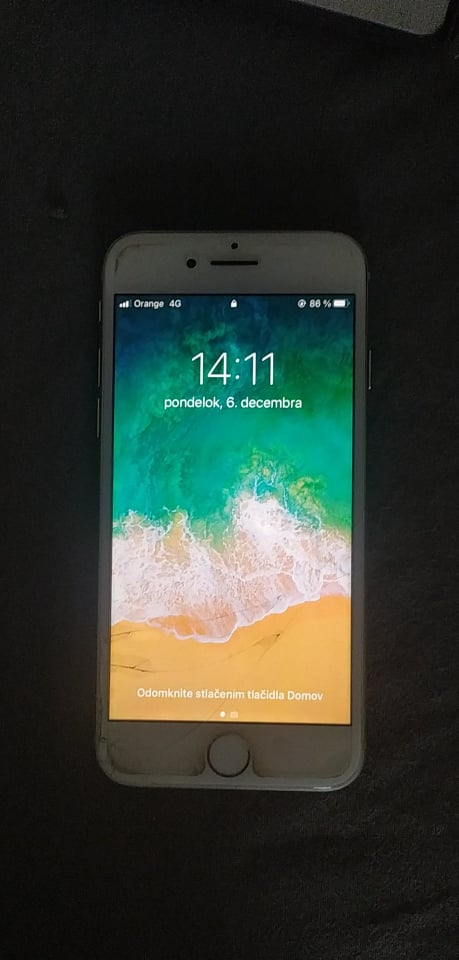 Orange 4G 86 %
14:11
pondelok, 6. decembra
Odomknite stlačením tlačidla Domov